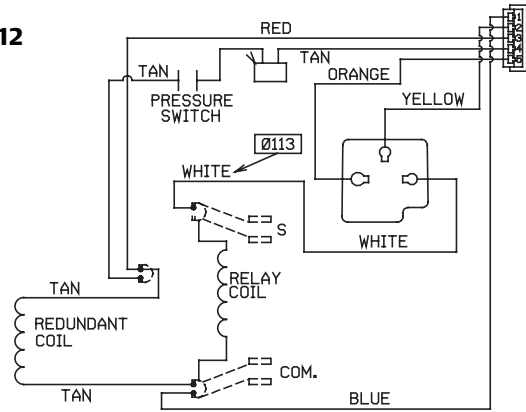 12
RED
1
2
3
4
5
TAN
TAN
ORANGE
PRESSURE
SWITCH
YELLOW
Ø113
WHITE
S
WHITE
RELAY
COIL
TAN
REDUNDANT
COIL
COM.
TAN
BLUE